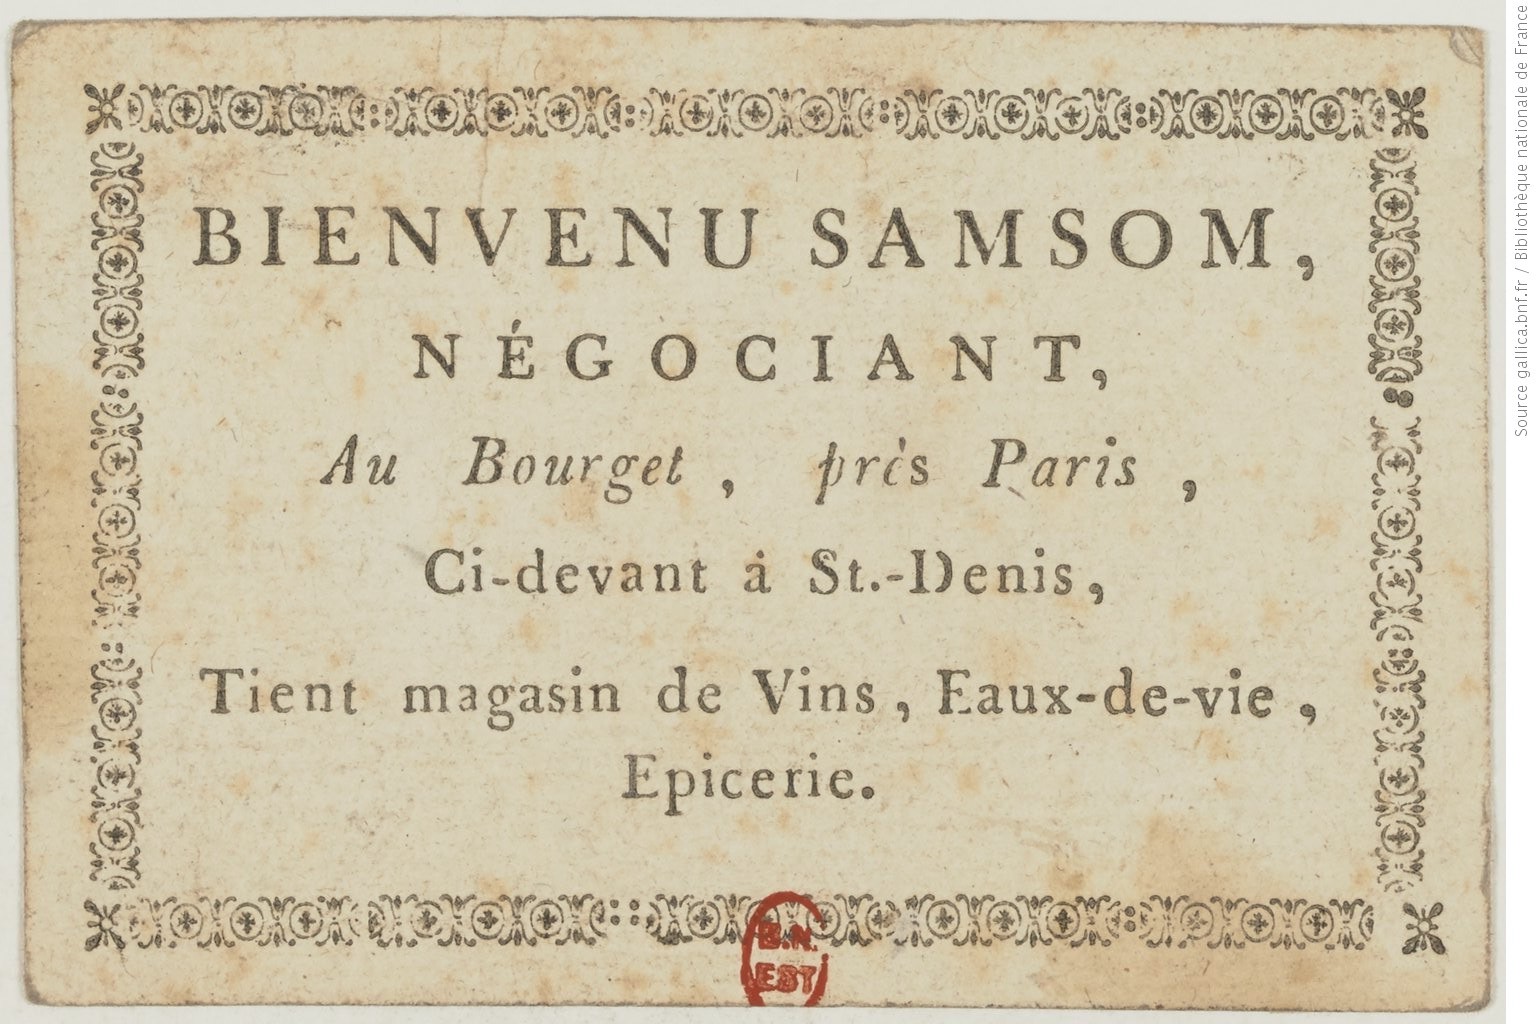 BIENVENU SAMSOM,
NÉGOCIANT,
Au Bourget, près Paris,
Ci-devant à St.-Denis,
Tient magasin de Vins, Eaux-de-vie,
Epicerie.
B.N.
EST
Source gallica.bnf.fr / Bibliothèque nationale de France